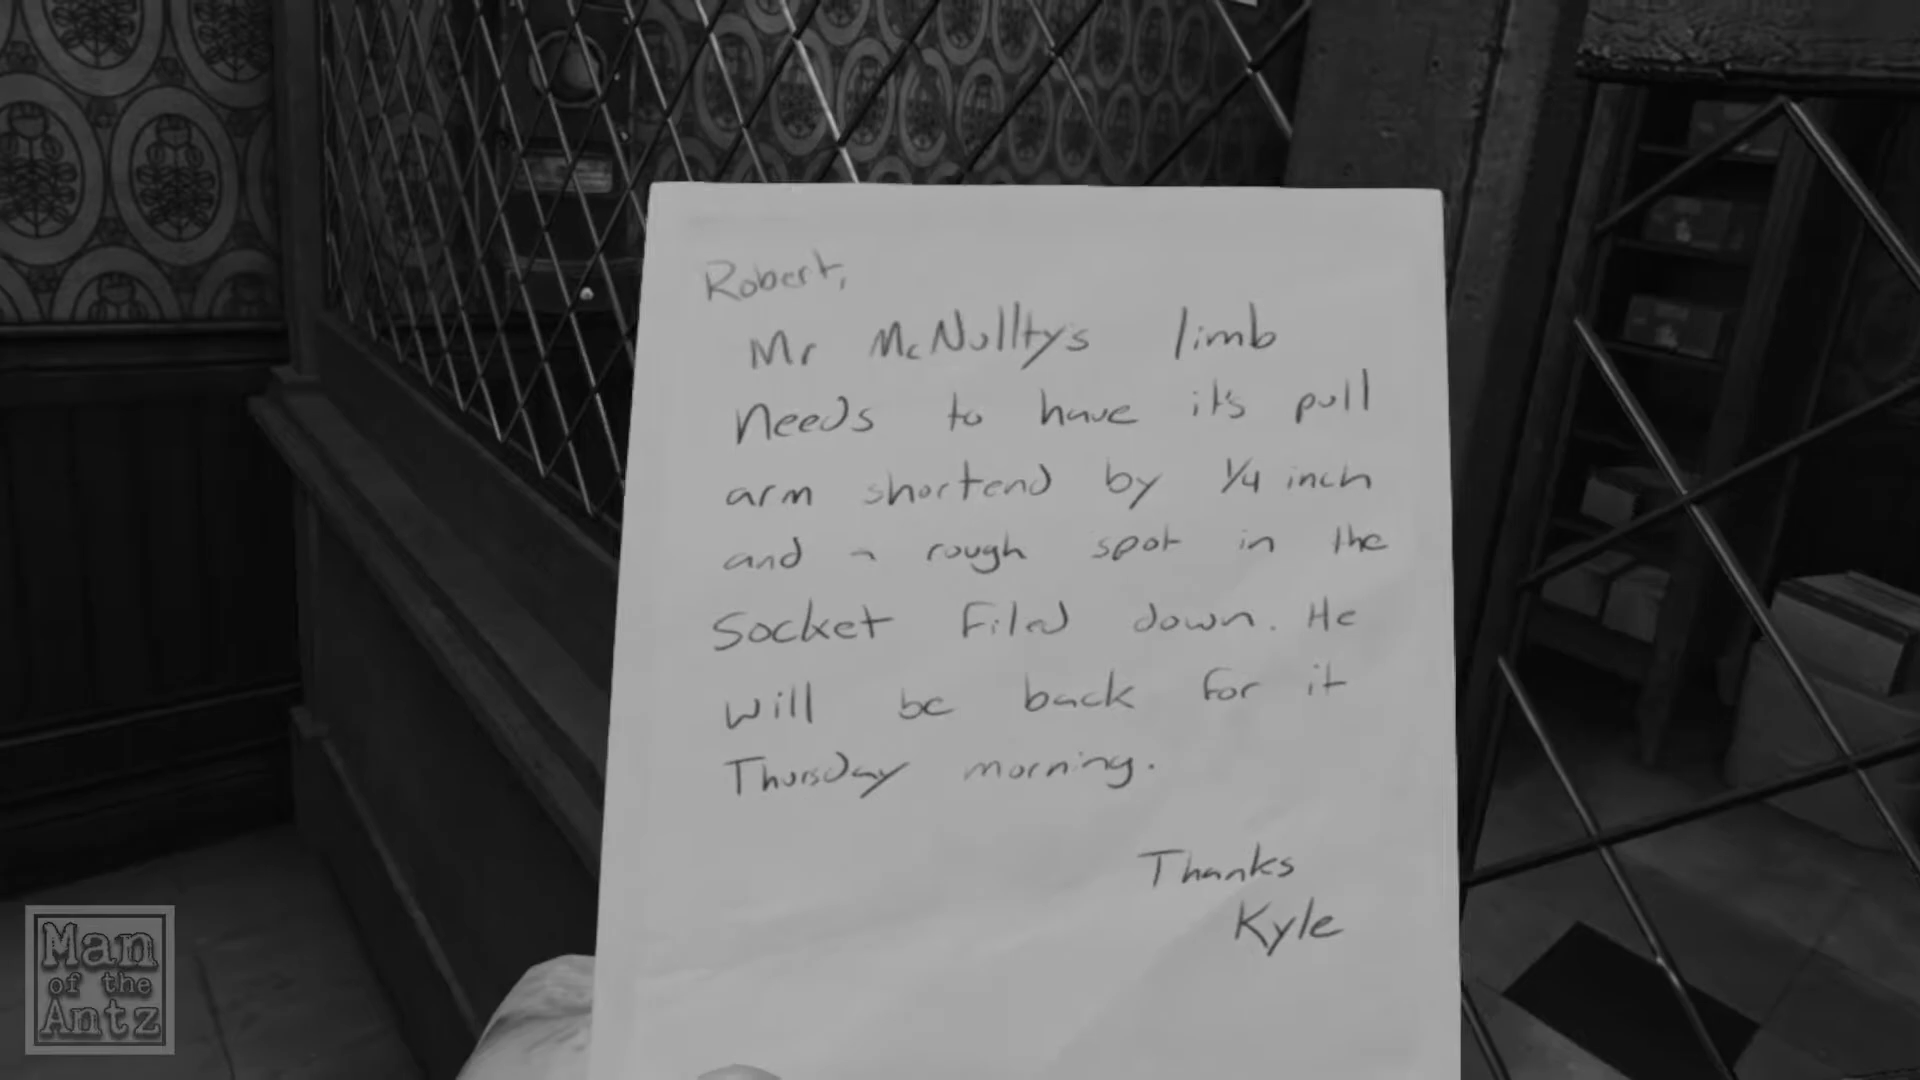 Robert,
Mr McNulltys limb
Needs to have it's pull
arm shortend by 1/4 inch
and a rough spot in the
Socket filed down. He
will be back for it
Thursday morning.
Thanks
Kyle
Man
of the
Antz